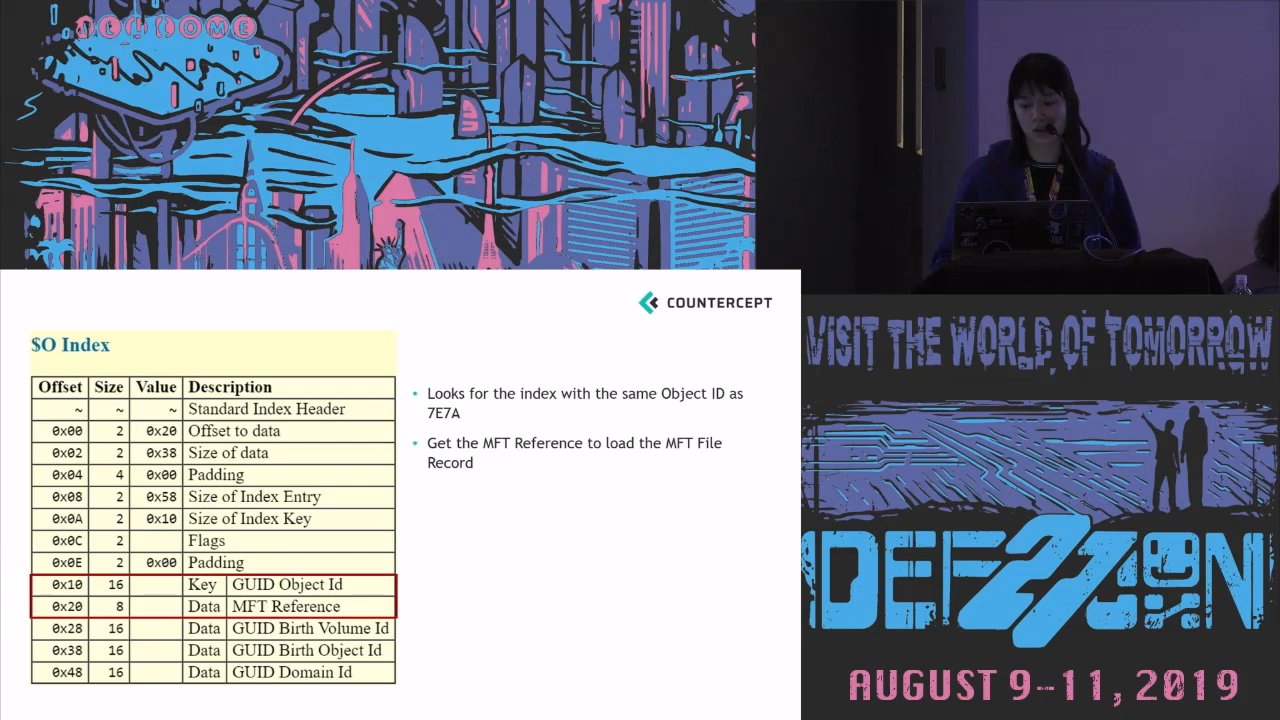 WELCOME
COUNTERCEPT
$O Index
Offset Size Value Description
~ ~ ~ Standard Index Header
0x00 2 0x20 Offset to data
0x02 2 0x38 Size of data
0x04 4 0x00 Padding
0x08 2 0x58 Size of Index Entry
0x0A 2 0x10 Size of Index Key
0x0C 2 Flags
0x0E 2 0x00 Padding
0x10 16 Key GUID Object Id
0x20 8 Data MFT Reference
0x28 16 Data GUID Birth Volume Id
0x38 16 Data GUID Birth Object Id
0x48 16 Data GUID Domain Id
• Looks for the index with the same Object ID as
7E7A
• Get the MFT Reference to load the MFT File
Record
VISIT THE WORLD OF TOMORROW
DEF CON
27
AUGUST 9-11, 2019